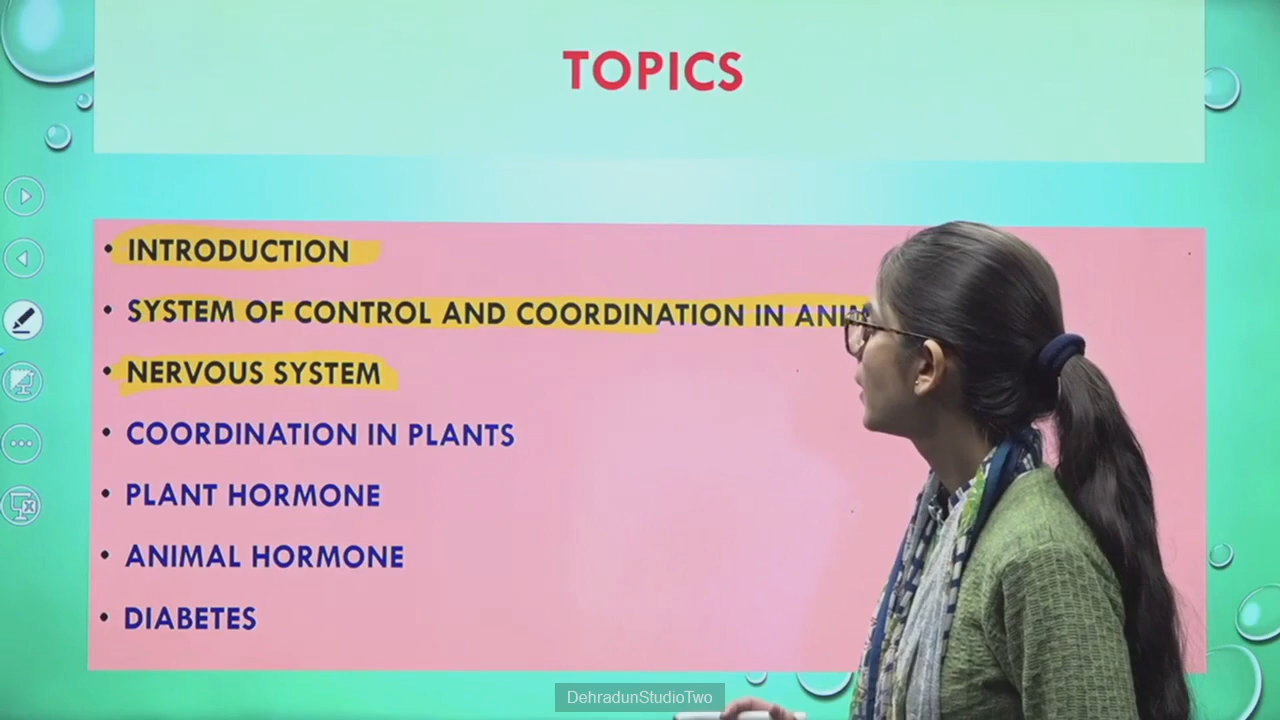 TOPICS
• INTRODUCTION
• SYSTEM OF CONTROL AND COORDINATION IN
• NERVOUS SYSTEM
• COORDINATION IN PLANTS
• PLANT HORMONE
• ANIMAL HORMONE
• DIABETES
DehradunStudioTwo